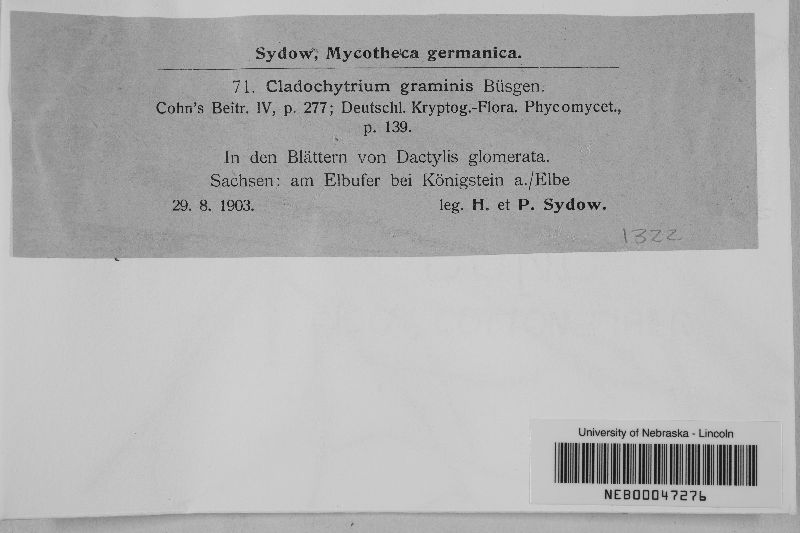 Sydow, Mycotheca germanica.
71. Cladochytrium graminis Büsgen.
Cohn's Beitr. IV, p. 277; Deutschl. Kryptog.-Flora. Phycomycet.,
p. 139.
In den Blättern von Dactylis glomerata.
Sachsen: am Elbufer bei Königstein a./Elbe
29. 8. 1903. leg. H. et P. Sydow.
1322
University of Nebraska - Lincoln
NEB00047276